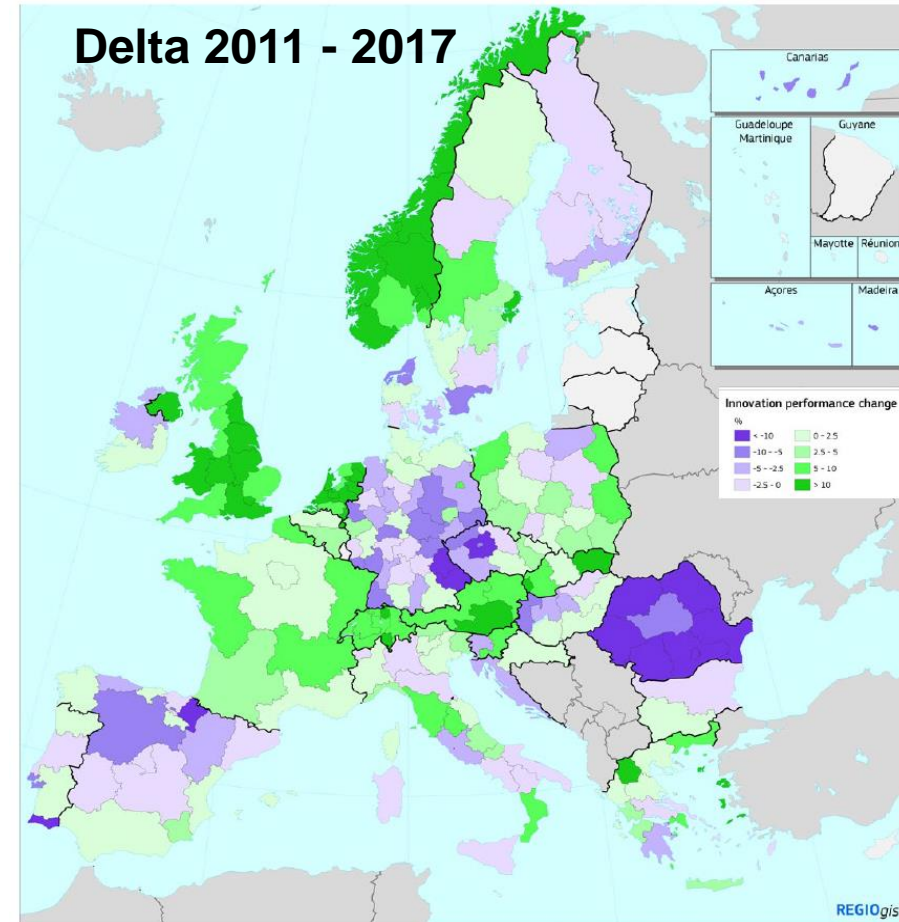 Delta 2011 - 2017
Canarias
Guadeloupe
Martinique
Guyane
Mayotte
Réunion
Açores
Madeira
Innovation performance change
%
< -10
-10 - -5
-5 - -2.5
-2.5 - 0
0 - 2.5
2.5 - 5
5 - 10
> 10
REGIOgis